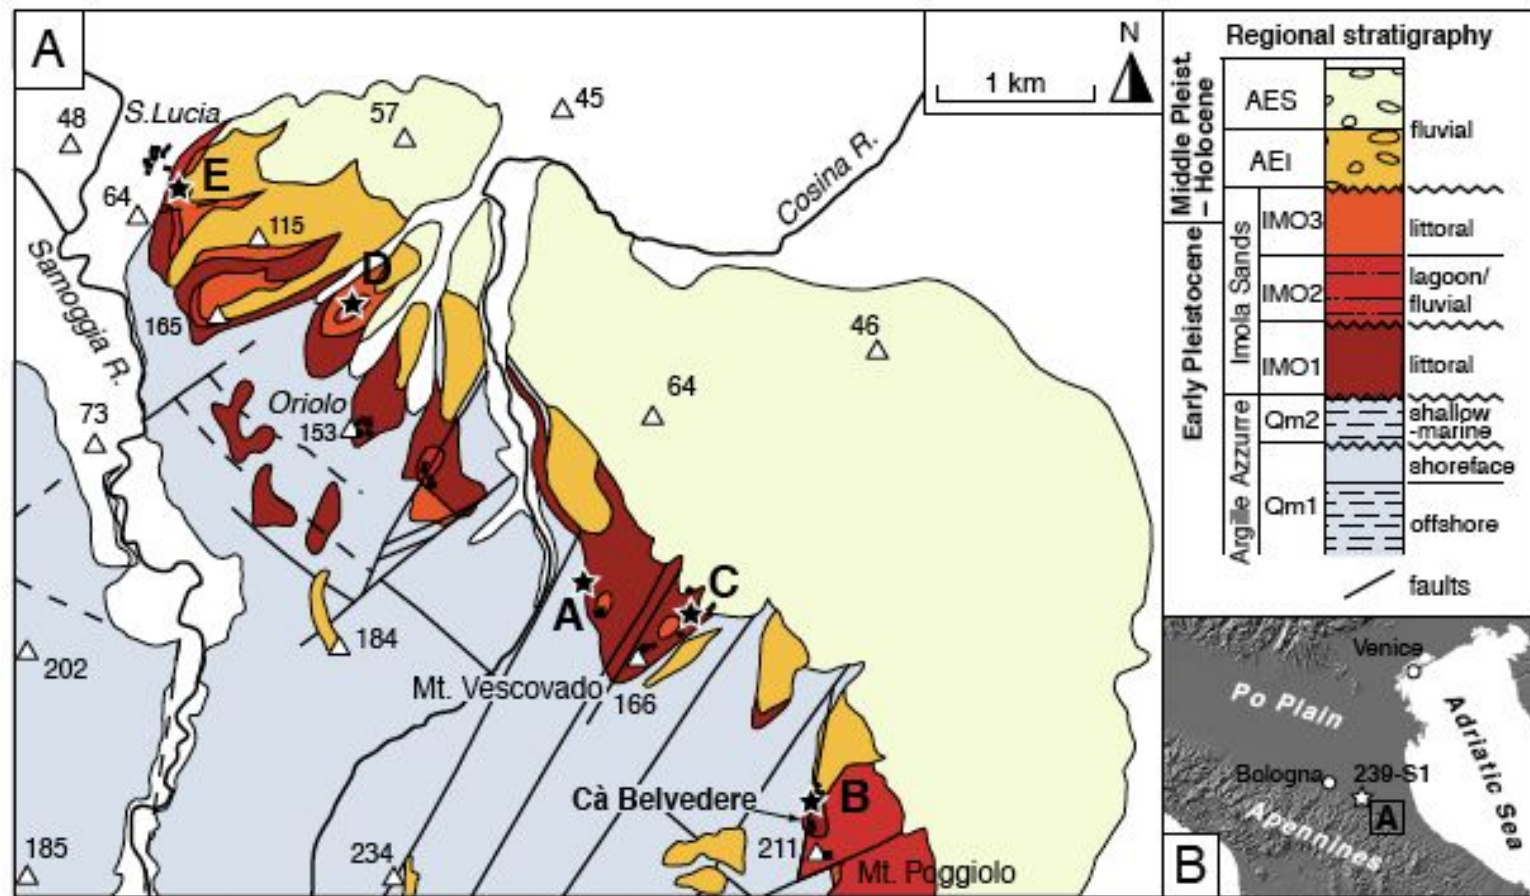 A
S.Lucia
48
57
45
N
1 km
E
64
115
Cosina R.
D
165
Samoggia R.
46
64
Oriolo
153
73
C
A
184
202
Mt. Vescovado
166
Cà Belvedere
B
185
234
211
Mt. Poggiolo
Regional stratigraphy
Middle Pleist.
– Holocene
Early Pleistocene
Imola Sands
Argille Azzurre
AES
AEI
fluvial
IMO3
littoral
IMO2
lagoon/
fluvial
IMO1
littoral
Qm2
shallow
-marine
shoreface
Qm1
offshore
faults
Venice
Po Plain
Adriatic Sea
Bologna
239-S1
A
Apennines
B